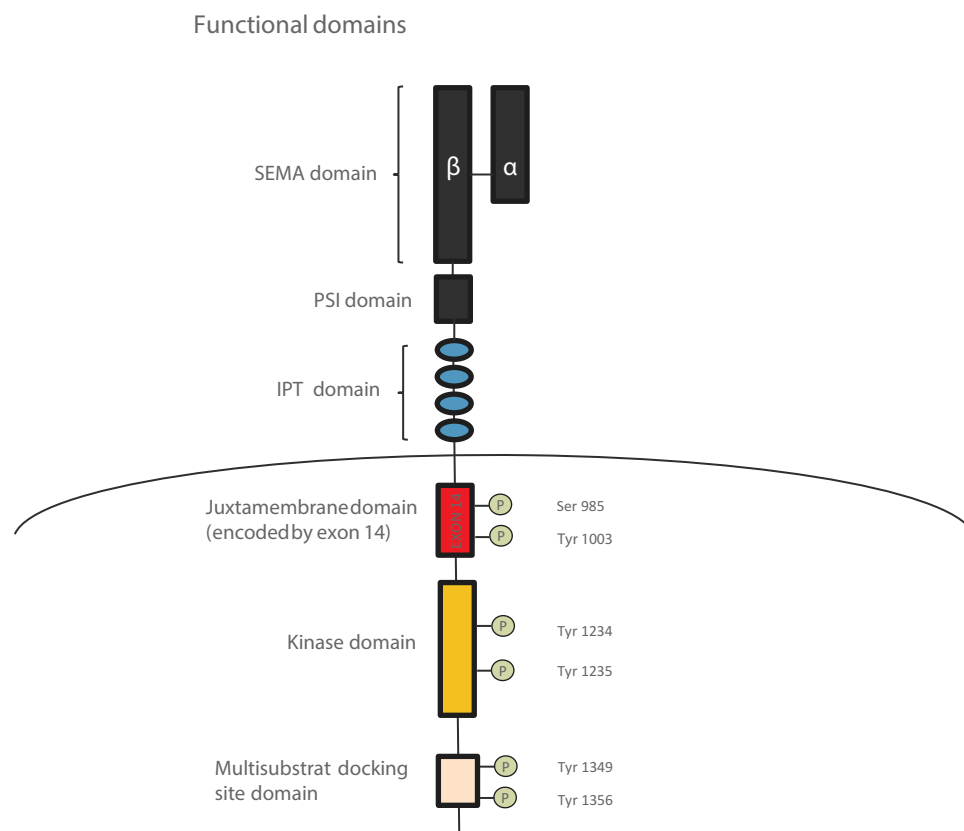 Functional domains
SEMA domain
β
α
PSI domain
IPT domain
Juxtamembrane domain
(encoded by exon 14)
EXON 14
P
Ser 985
P
Tyr 1003
Kinase domain
P
Tyr 1234
P
Tyr 1235
Multisubstrat docking
site domain
P
Tyr 1349
P
Tyr 1356